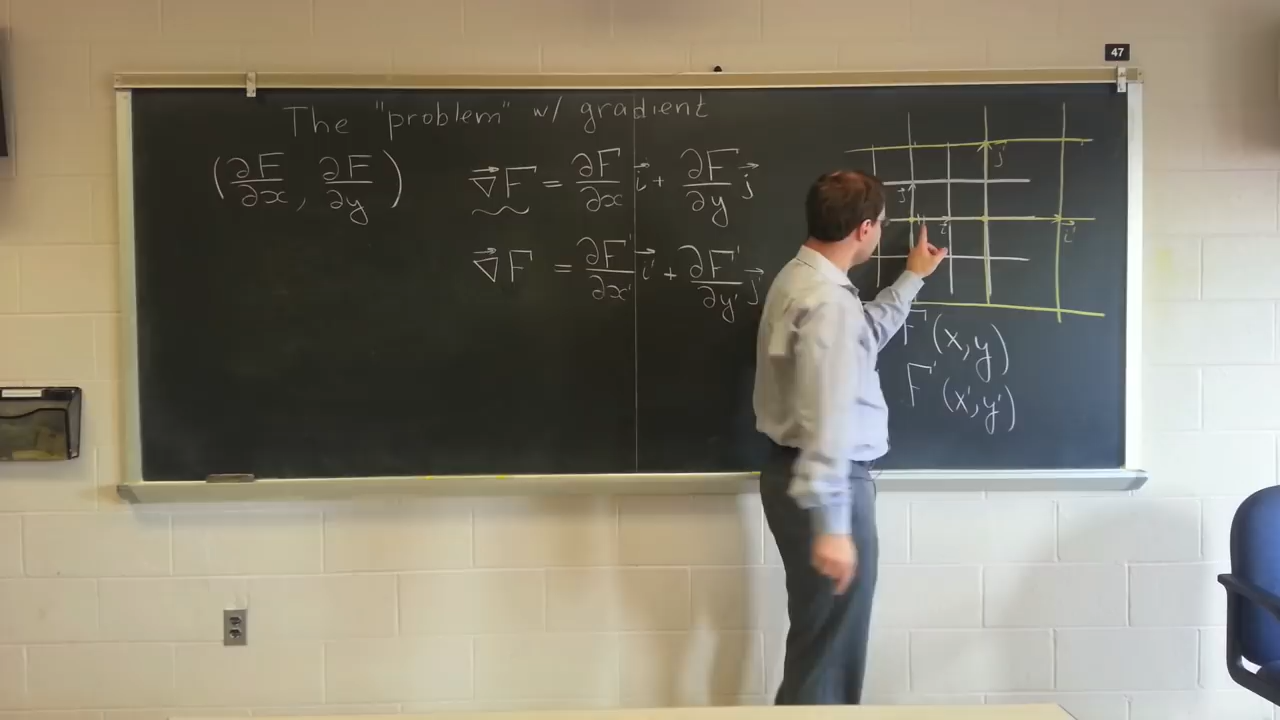 47
The "problem" w/ gradient
(∂F/∂x, ∂F/∂y)
∇⃗F = ∂F/∂x i⃗ + ∂F/∂y j⃗
∇⃗F = ∂F'/∂x' i⃗' + ∂F'/∂y' j⃗'
j⃗'
j⃗
i⃗
i⃗'
F(x,y)
F'(x',y')